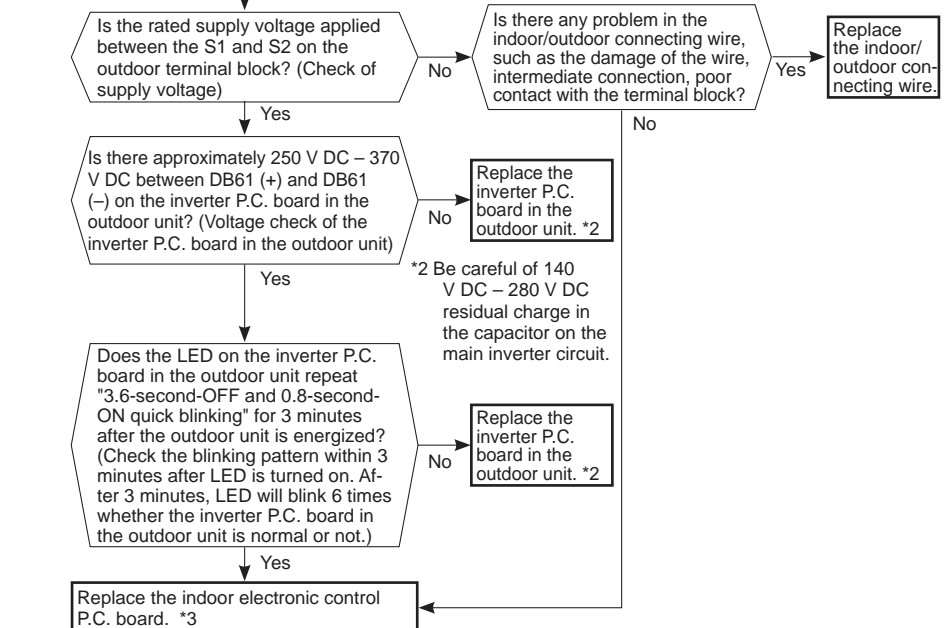 Is the rated supply voltage applied
between the S1 and S2 on the
outdoor terminal block? (Check of
supply voltage)
No
Is there any problem in the
indoor/outdoor connecting wire,
such as the damage of the wire,
intermediate connection, poor
contact with the terminal block?
Yes
Replace
the indoor/
outdoor con-
necting wire.
Yes
No
Is there approximately 250 V DC – 370
V DC between DB61 (+) and DB61
(–) on the inverter P.C. board in the
outdoor unit? (Voltage check of the
inverter P.C. board in the outdoor unit)
No
Replace the
inverter P.C.
board in the
outdoor unit. *2
Yes
*2 Be careful of 140
V DC – 280 V DC
residual charge in
the capacitor on the
main inverter circuit.
Does the LED on the inverter P.C.
board in the outdoor unit repeat
"3.6-second-OFF and 0.8-second-
ON quick blinking" for 3 minutes
after the outdoor unit is energized?
(Check the blinking pattern within 3
minutes after LED is turned on. Af-
ter 3 minutes, LED will blink 6 times
whether the inverter P.C. board in
the outdoor unit is normal or not.)
No
Replace the
inverter P.C.
board in the
outdoor unit. *2
Yes
Replace the indoor electronic control
P.C. board. *3